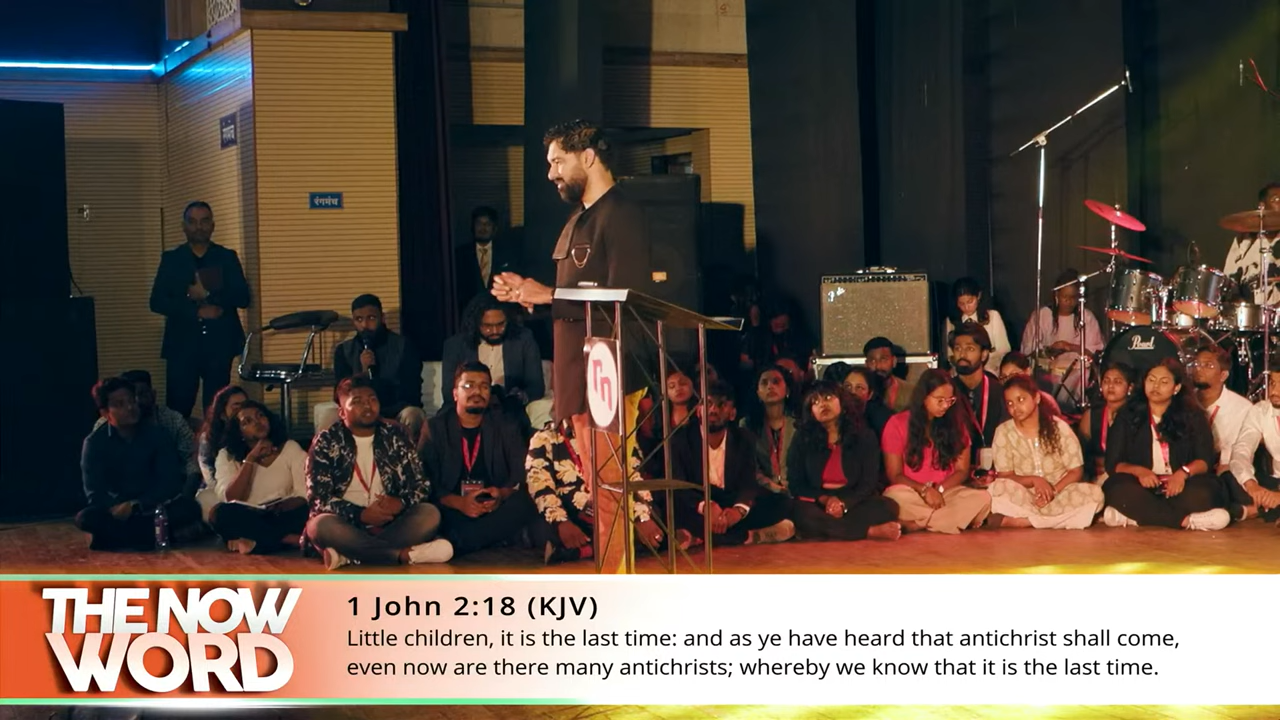 रंगमंच
rn
Pearl
THE NOW
WORD
1 John 2:18 (KJV)
Little children, it is the last time: and as ye have heard that antichrist shall come,
even now are there many antichrists; whereby we know that it is the last time.